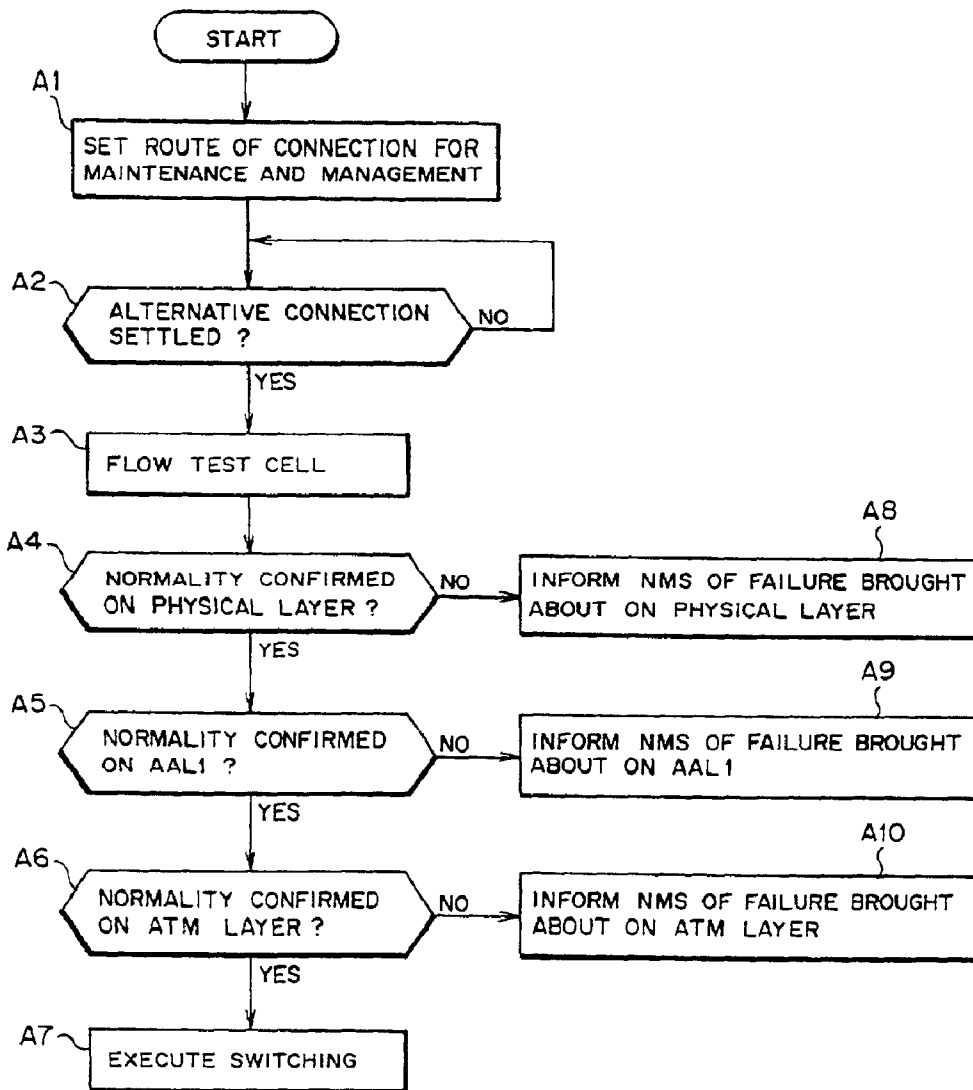 START
A1
SET ROUTE OF CONNECTION FOR
MAINTENANCE AND MANAGEMENT
A2
ALTERNATIVE CONNECTION
SETTLED ?
NO
YES
A3
FLOW TEST CELL
A4
NORMALITY CONFIRMED
ON PHYSICAL LAYER ?
NO
A8
INFORM NMS OF FAILURE BROUGHT
ABOUT ON PHYSICAL LAYER
YES
A5
NORMALITY CONFIRMED
ON AAL1 ?
NO
A9
INFORM NMS OF FAILURE BROUGHT
ABOUT ON AAL1
YES
A6
NORMALITY CONFIRMED
ON ATM LAYER ?
NO
A10
INFORM NMS OF FAILURE BROUGHT
ABOUT ON ATM LAYER
YES
A7
EXECUTE SWITCHING